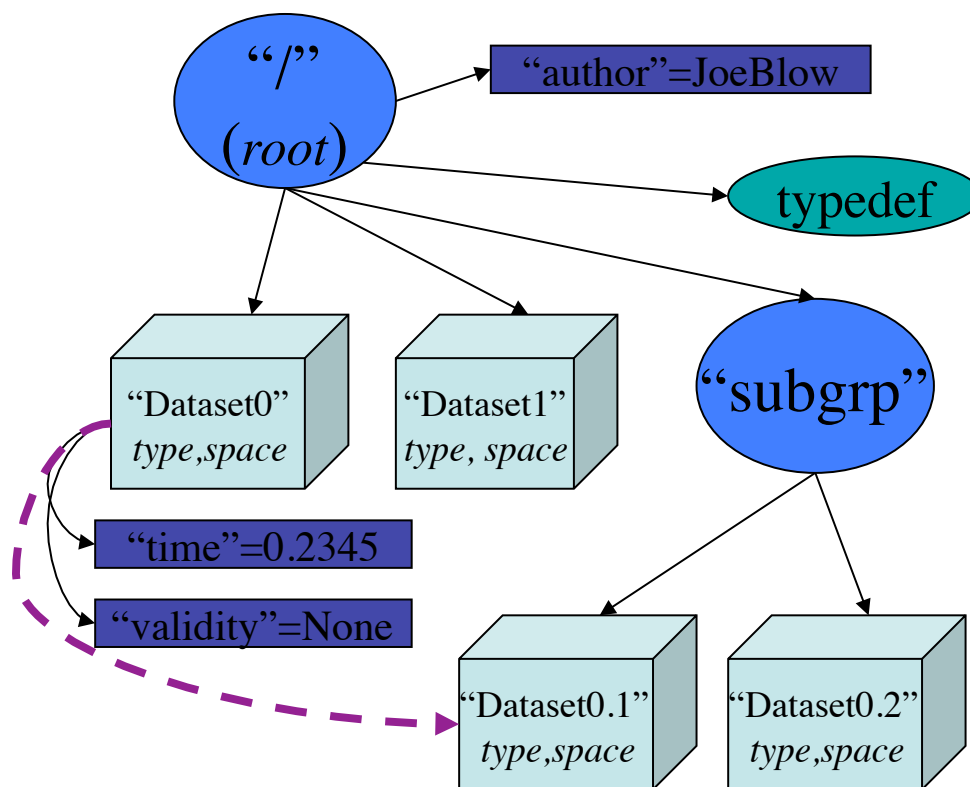 “/”
(root)
“author”=JoeBlow
typedef
“Dataset0”
type,space
“Dataset1”
type, space
“subgrp”
“time”=0.2345
“validity”=None
“Dataset0.1”
type,space
“Dataset0.2”
type,space